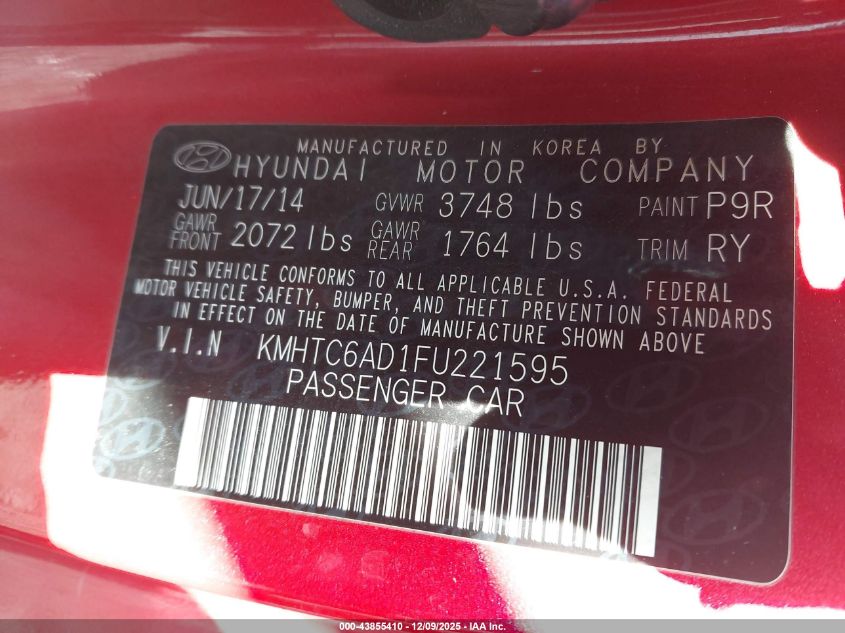 MANUFACTURED IN KOREA BY
HYUNDAI MOTOR COMPANY
JUN/17/14 GVWR 3748 lbs PAINT P9R
GAWR FRONT 2072 lbs GAWR REAR 1764 lbs TRIM RY
THIS VEHICLE CONFORMS TO ALL APPLICABLE U.S.A. FEDERAL
MOTOR VEHICLE SAFETY, BUMPER, AND THEFT PREVENTION STANDARDS
IN EFFECT ON THE DATE OF MANUFACTURE SHOWN ABOVE
V.I.N KMHTC6AD1FU221595
PASSENGER CAR
000-43855410 | 12/09/2025 | IAA Inc.